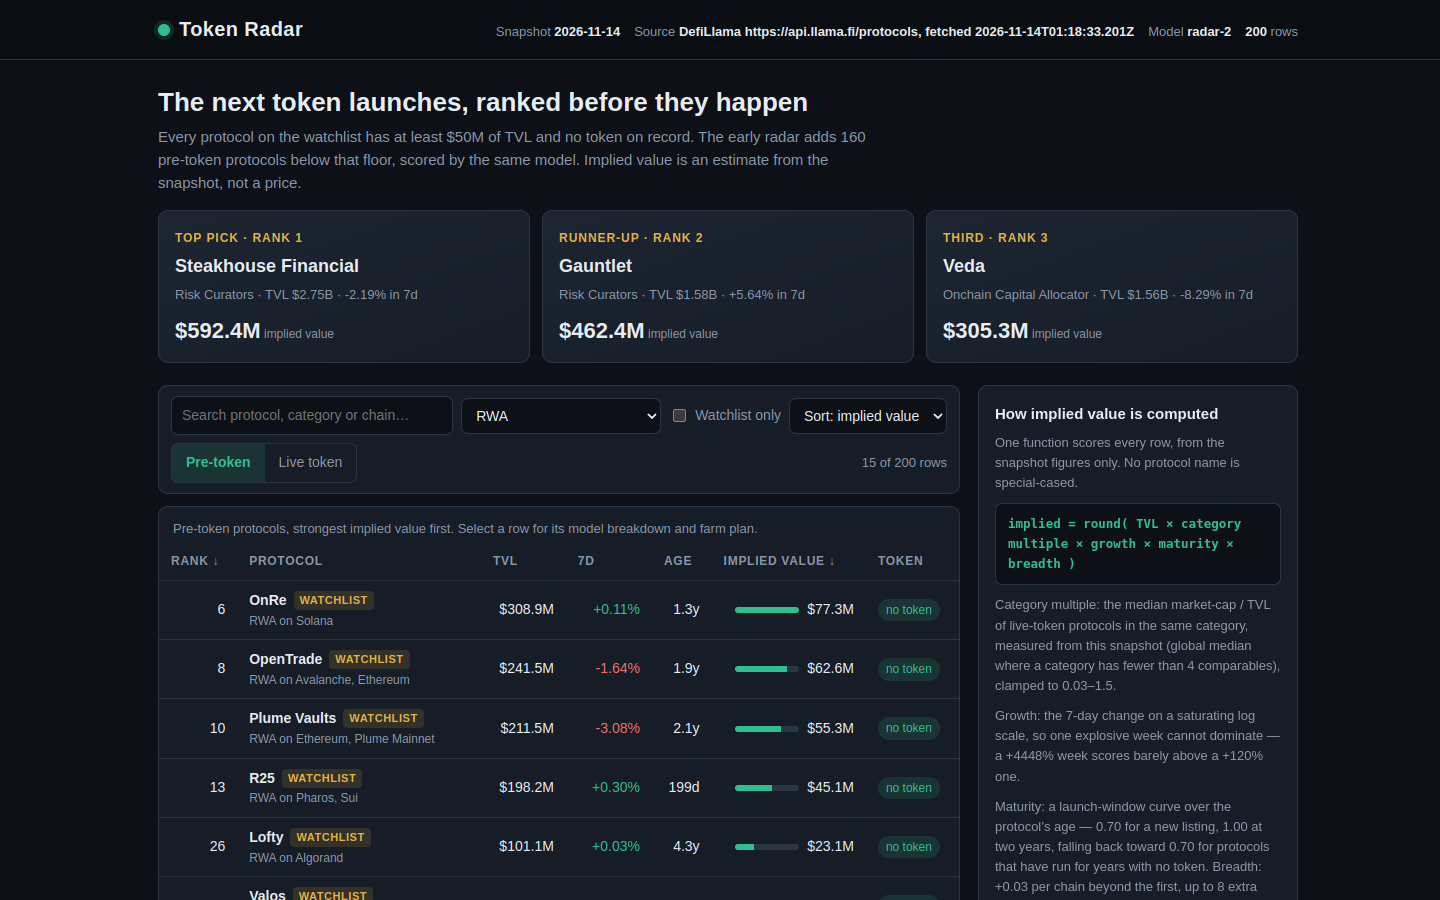 Token Radar
Snapshot 2026-11-14 Source DefiLlama https://api.llama.fi/protocols, fetched 2026-11-14T01:18:33.201Z Model radar-2 200 rows
The next token launches, ranked before they happen
Every protocol on the watchlist has at least $50M of TVL and no token on record. The early radar adds 160
pre-token protocols below that floor, scored by the same model. Implied value is an estimate from the
snapshot, not a price.
TOP PICK · RANK 1
Steakhouse Financial
Risk Curators · TVL $2.75B · -2.19% in 7d
$592.4M implied value
RUNNER-UP · RANK 2
Gauntlet
Risk Curators · TVL $1.58B · +5.64% in 7d
$462.4M implied value
THIRD · RANK 3
Veda
Onchain Capital Allocator · TVL $1.56B · -8.29% in 7d
$305.3M implied value
Search protocol, category or chain…
RWA
Watchlist only
Sort: implied value
Pre-token
Live token
15 of 200 rows
Pre-token protocols, strongest implied value first. Select a row for its model breakdown and farm plan.
RANK ↓ PROTOCOL TVL 7D AGE IMPLIED VALUE ↓ TOKEN
6 OnRe WATCHLIST $308.9M +0.11% 1.3y $77.3M no token
RWA on Solana
8 OpenTrade WATCHLIST $241.5M -1.64% 1.9y $62.6M no token
RWA on Avalanche, Ethereum
10 Plume Vaults WATCHLIST $211.5M -3.08% 2.1y $55.3M no token
RWA on Ethereum, Plume Mainnet
13 R25 WATCHLIST $198.2M +0.30% 199d $45.1M no token
RWA on Pharos, Sui
26 Lofty WATCHLIST $101.1M +0.03% 4.3y $23.1M no token
RWA on Algorand
Valos WATCHLIST
How implied value is computed
One function scores every row, from the
snapshot figures only. No protocol name is
special-cased.
implied = round( TVL × category
multiple × growth × maturity ×
breadth )
Category multiple: the median market-cap / TVL
of live-token protocols in the same category,
measured from this snapshot (global median
where a category has fewer than 4 comparables),
clamped to 0.03–1.5.
Growth: the 7-day change on a saturating log
scale, so one explosive week cannot dominate —
a +4448% week scores barely above a +120%
one.
Maturity: a launch-window curve over the
protocol's age — 0.70 for a new listing, 1.00 at
two years, falling back toward 0.70 for protocols
that have run for years with no token. Breadth:
+0.03 per chain beyond the first, up to 8 extra